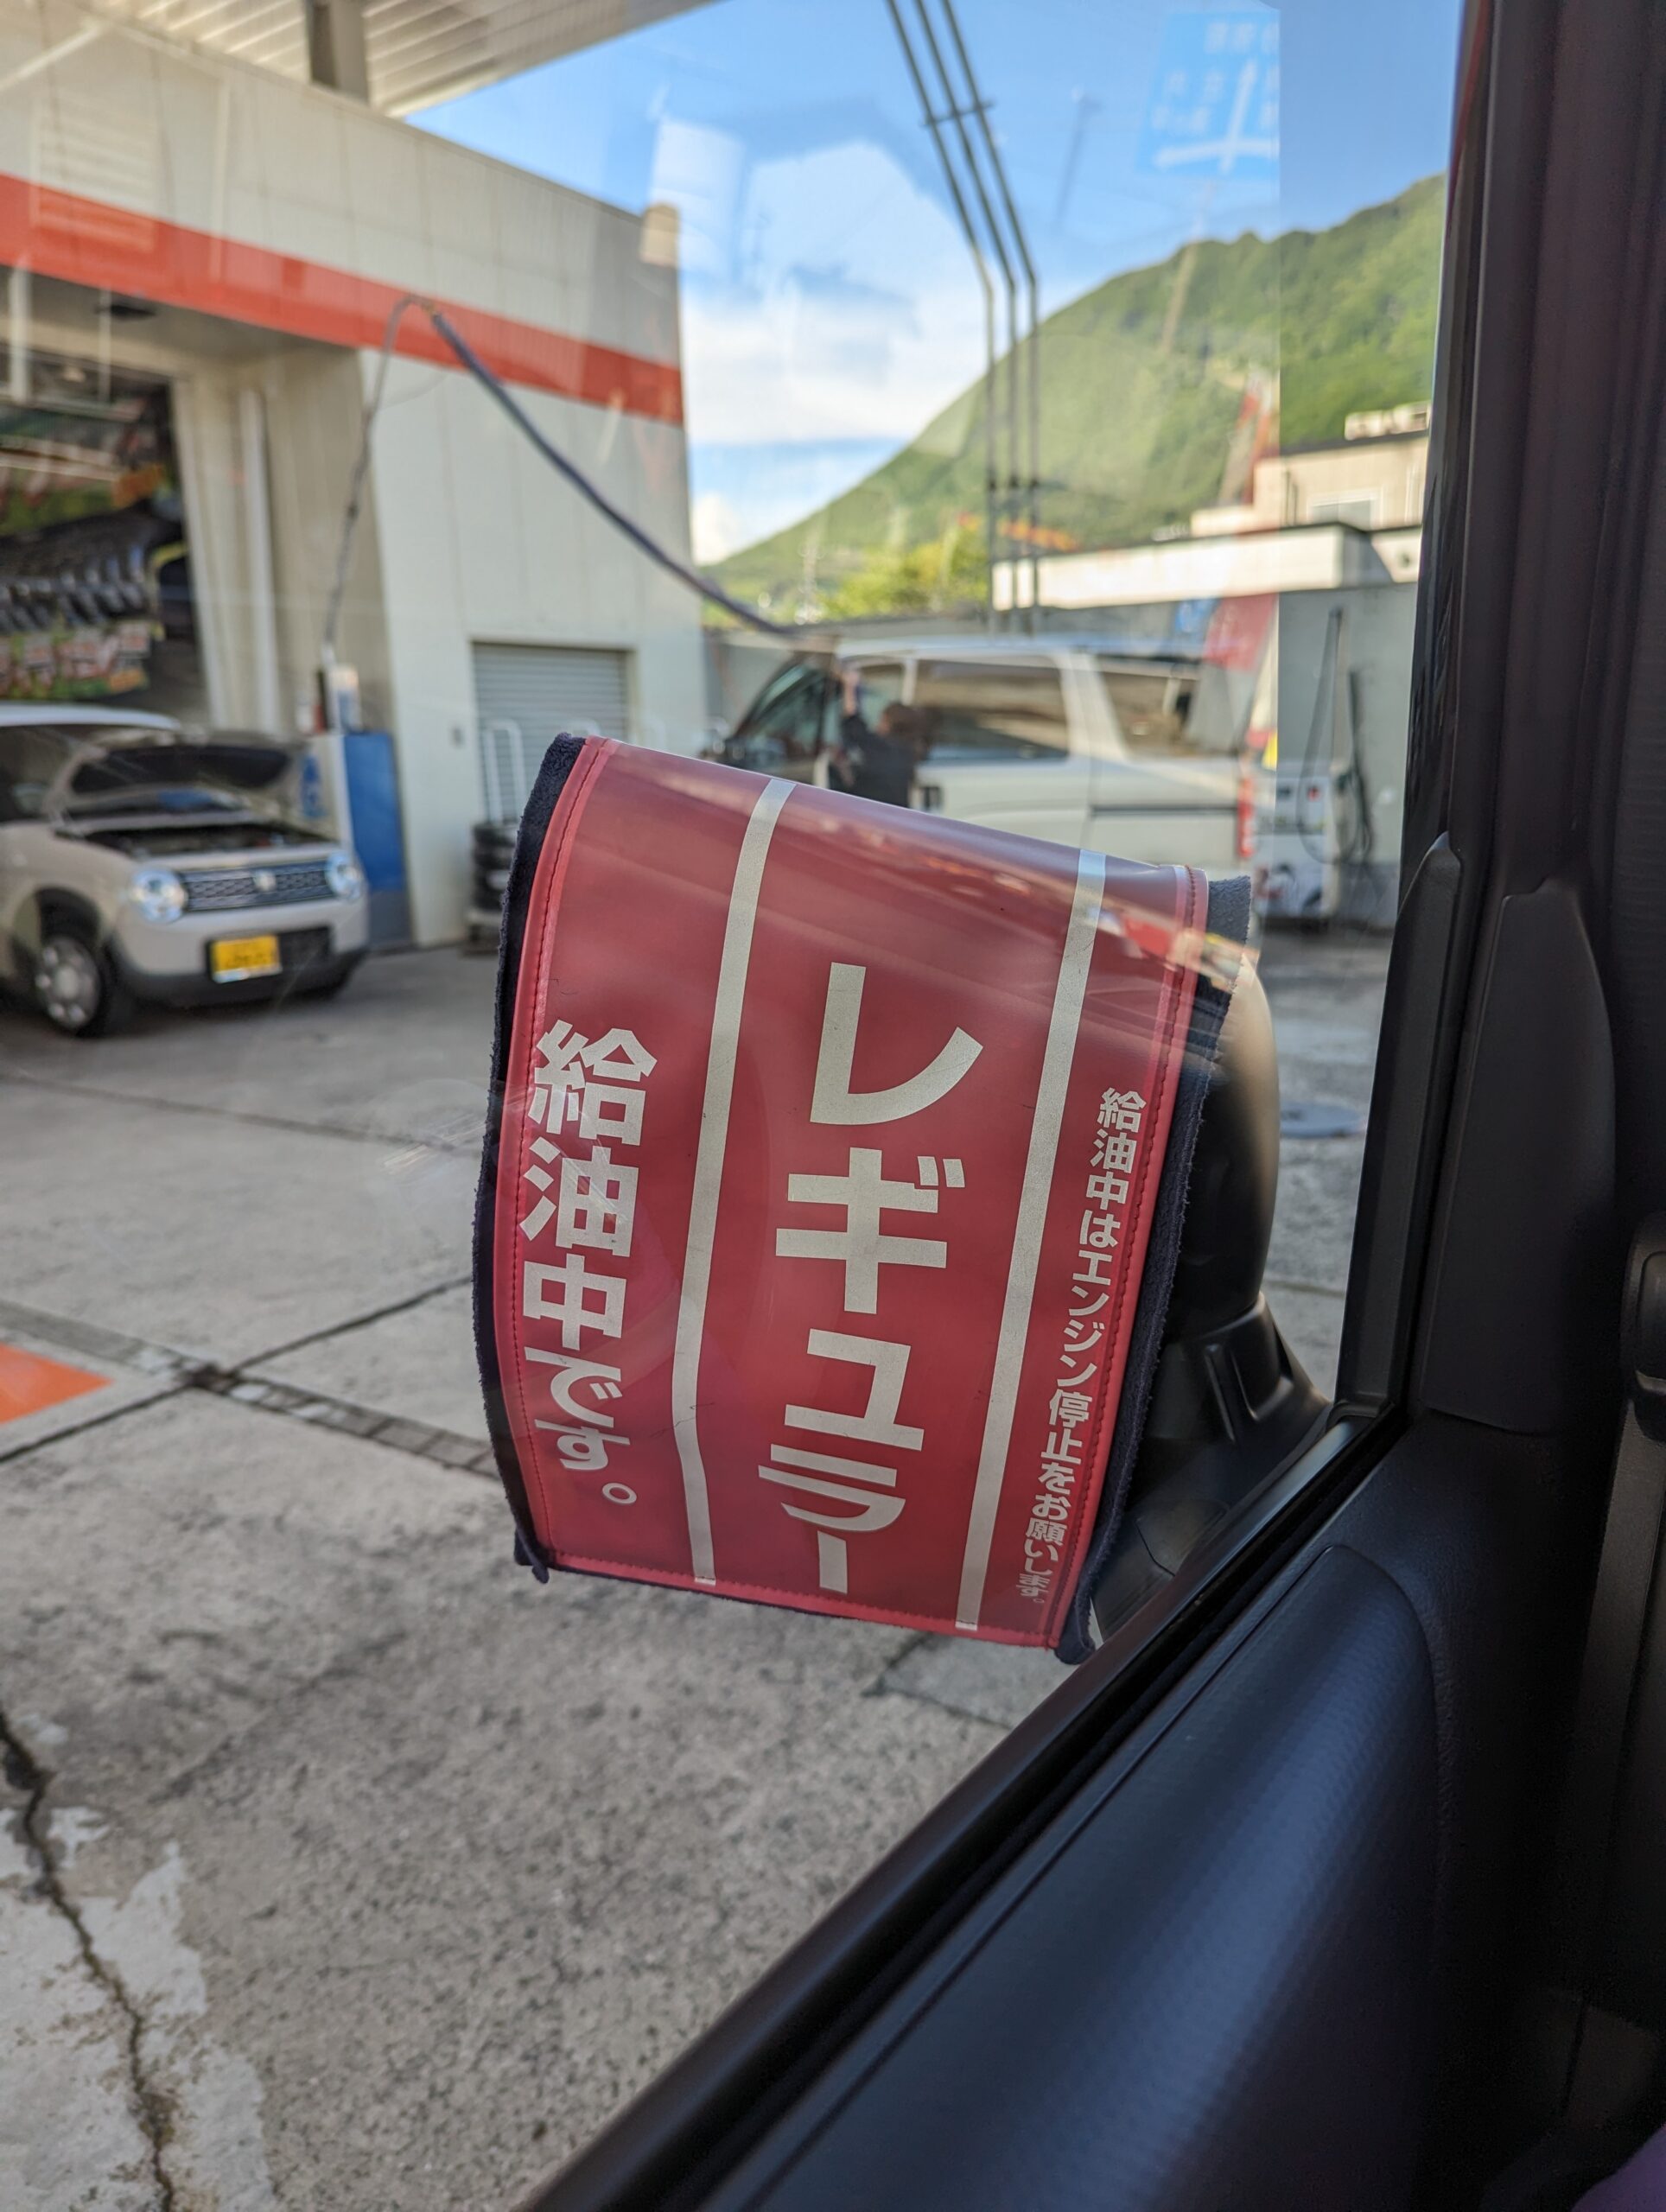 給油中はエンジン停止をお願いします。
レギュラー
給油中です。